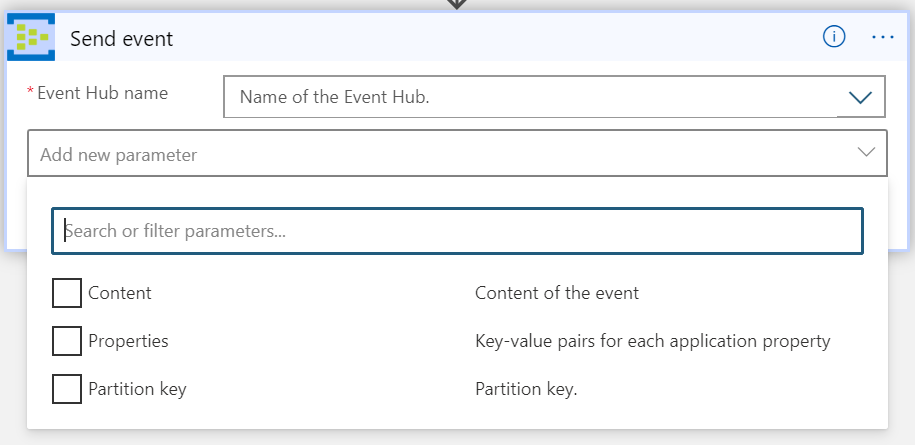 Send event
* Event Hub name
Name of the Event Hub.
Add new parameter
Search or filter parameters...
Content Content of the event
Properties Key-value pairs for each application property
Partition key Partition key.